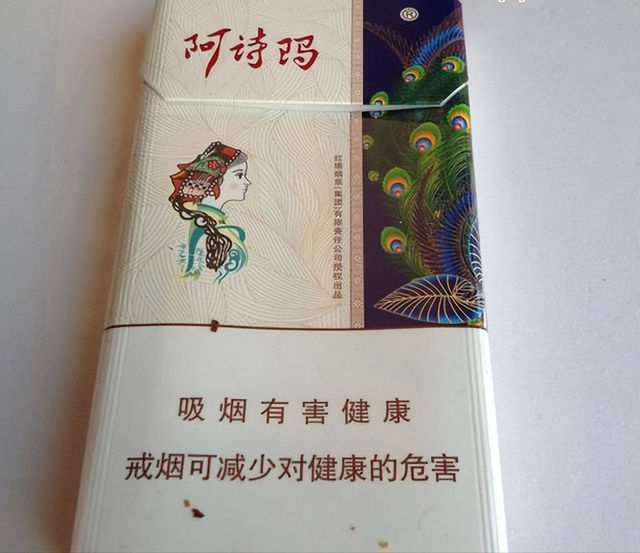 阿诗玛
红塔烟草(集团)有限责任公司授权出品
吸烟有害健康
戒烟可减少对健康的危害